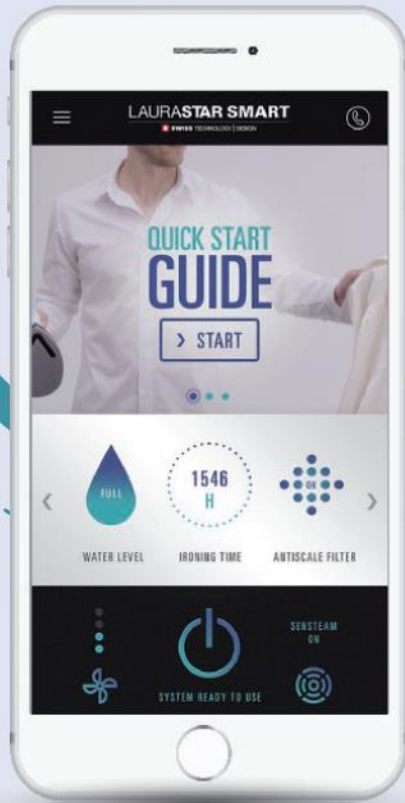 LAURASTAR SMART
SWISS TECHNOLOGY | DESIGN
QUICK START
GUIDE
> START
FULL
1546
H
OK
WATER LEVEL
IRONING TIME
ANTISCALE FILTER
SENSTEAM
ON
SYSTEM READY TO USE